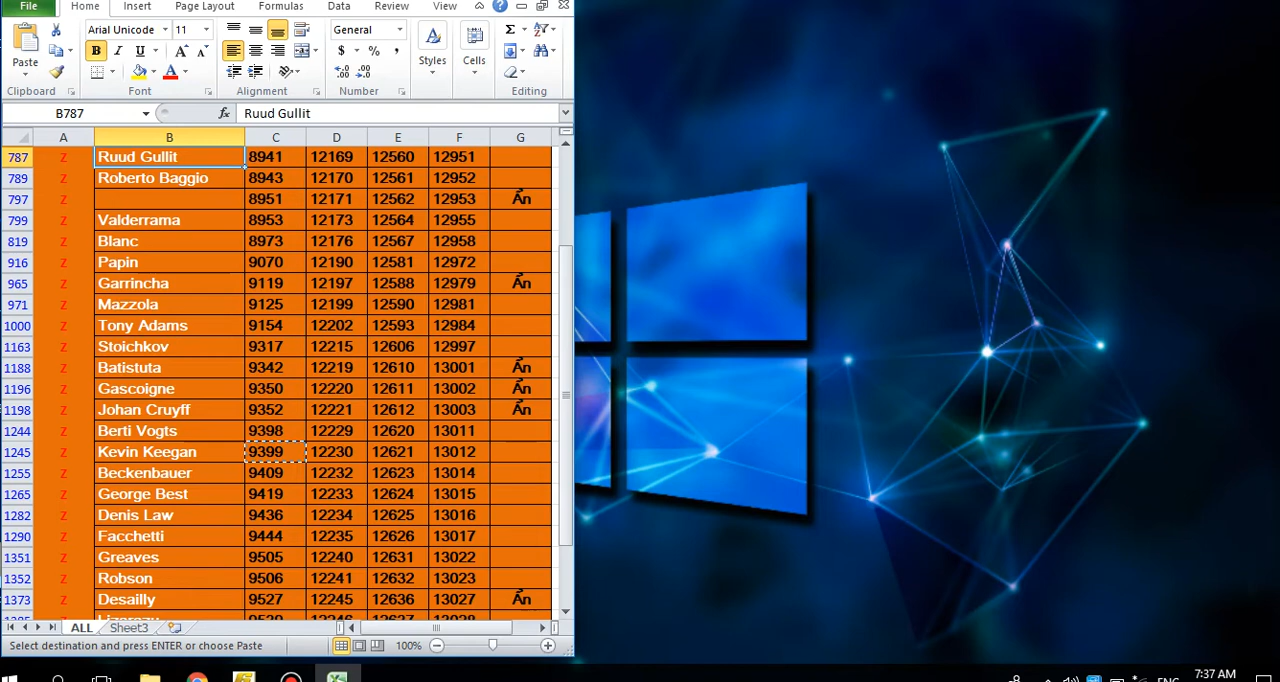 File Home Insert Page Layout Formulas Data Review View
Arial Unicode 11 General
Paste Styles Cells
Clipboard Font Alignment Number Editing
B787 fx Ruud Gullit
A B C D E F G
787 Z Ruud Gullit 8941 12169 12560 12951
789 Z Roberto Baggio 8943 12170 12561 12952
797 Z 8951 12171 12562 12953 Ẩn
799 Z Valderrama 8953 12173 12564 12955
819 Z Blanc 8973 12176 12567 12958
916 Z Papin 9070 12190 12581 12972
965 Z Garrincha 9119 12197 12588 12979 Ẩn
971 Z Mazzola 9125 12199 12590 12981
1000 Z Tony Adams 9154 12202 12593 12984
1163 Z Stoichkov 9317 12215 12606 12997
1188 Z Batistuta 9342 12219 12610 13001 Ẩn
1196 Z Gascoigne 9350 12220 12611 13002 Ẩn
1198 Z Johan Cruyff 9352 12221 12612 13003 Ẩn
1244 Z Berti Vogts 9398 12229 12620 13011
1245 Z Kevin Keegan 9399 12230 12621 13012
1255 Z Beckenbauer 9409 12232 12623 13014
1265 Z George Best 9419 12233 12624 13015
1282 Z Denis Law 9436 12234 12625 13016
1290 Z Facchetti 9444 12235 12626 13017
1351 Z Greaves 9505 12240 12631 13022
1352 Z Robson 9506 12241 12632 13023
1373 Z Desailly 9527 12245 12636 13027 Ẩn
ALL Sheet3
Select destination and press ENTER or choose Paste 100%
7:37 AM